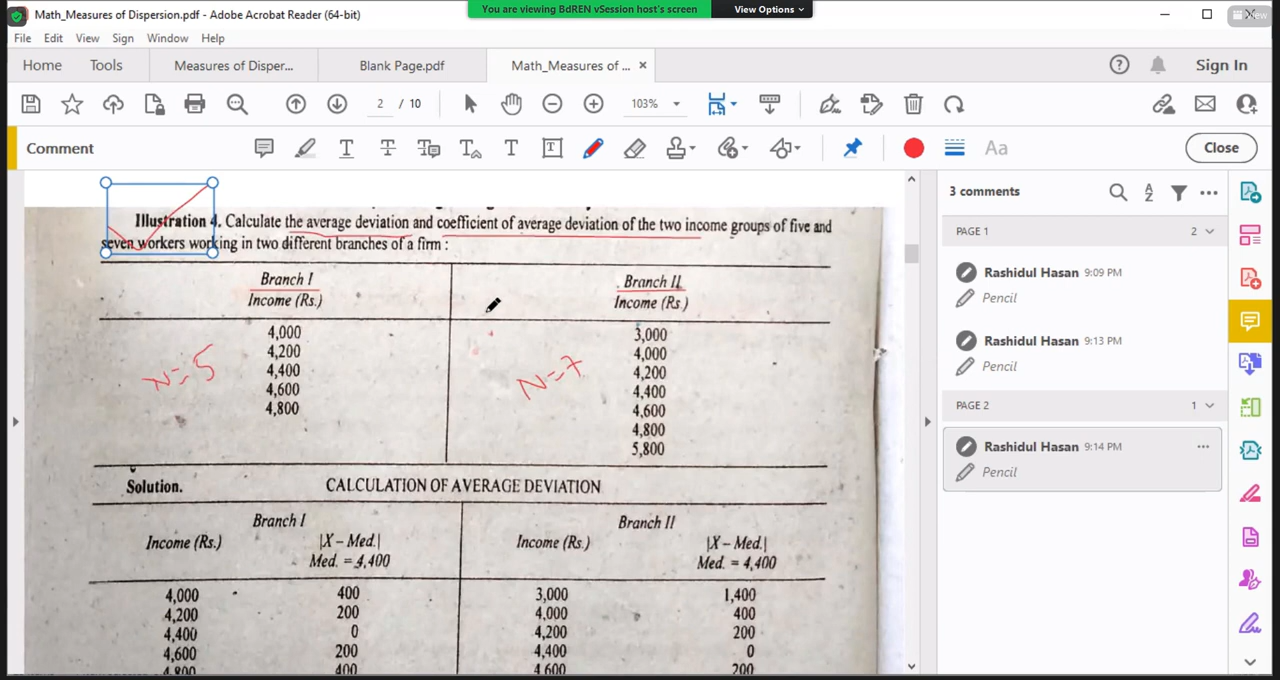 Math_Measures of Dispersion.pdf - Adobe Acrobat Reader (64-bit)
You are viewing BdREN vSession host's screen
View Options
View
File Edit View Sign Window Help
Home Tools Measures of Disper... Blank Page.pdf Math_Measures of ... Sign In
2 / 10 103%
Comment Aa Close
Illustration 4. Calculate the average deviation and coefficient of average deviation of the two income groups of five and
seven workers working in two different branches of a firm :
Branch I Branch II
Income (Rs.) Income (Rs.)
4,000 3,000
4,200 4,000
4,400 4,200
4,600 4,400
4,800 4,600
4,800
5,800
N=5 N=7
Solution. CALCULATION OF AVERAGE DEVIATION
Branch I Branch II
Income (Rs.) |X – Med.| Income (Rs.) |X – Med.|
Med. = 4,400 Med. = 4,400
4,000 400 3,000 1,400
4,200 200 4,000 400
4,400 0 4,200 200
4,600 200 4,400 0
4,800 400 4,600 200
3 comments
PAGE 1 2
Rashidul Hasan 9:09 PM
Pencil
Rashidul Hasan 9:13 PM
Pencil
PAGE 2 1
Rashidul Hasan 9:14 PM
Pencil